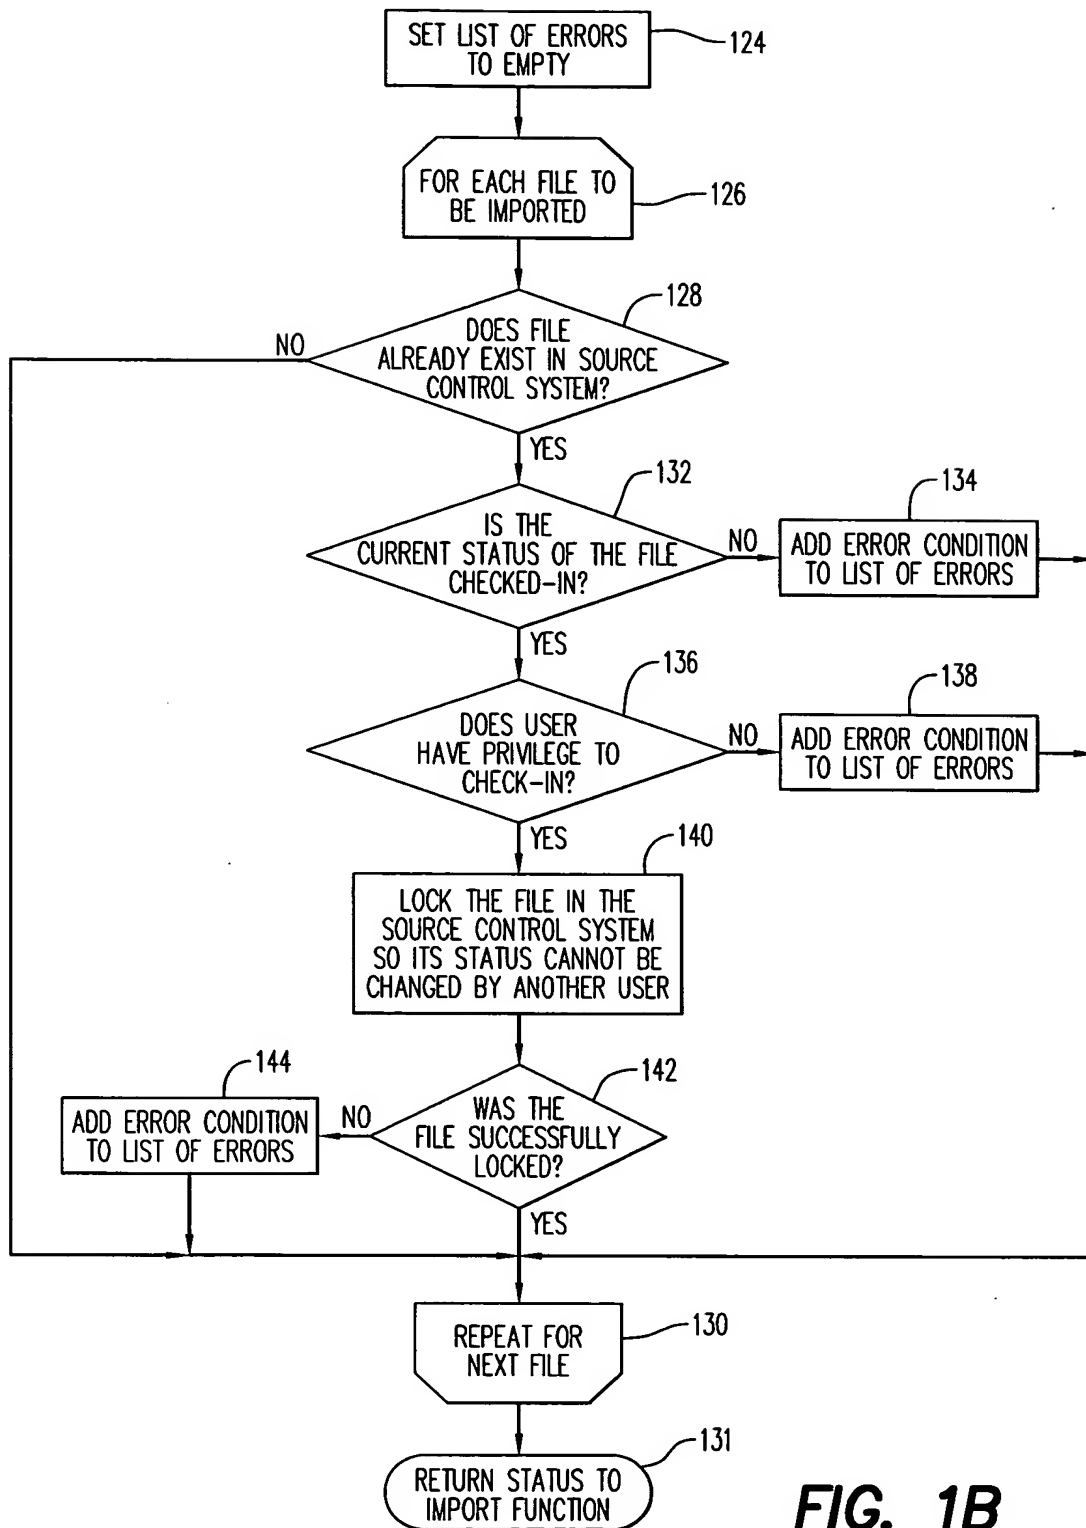 SET LIST OF ERRORS
TO EMPTY
124
FOR EACH FILE TO
BE IMPORTED
126
128
DOES FILE
ALREADY EXIST IN SOURCE
CONTROL SYSTEM?
NO
YES
132
IS THE
CURRENT STATUS OF THE FILE
CHECKED-IN?
NO
134
ADD ERROR CONDITION
TO LIST OF ERRORS
YES
136
DOES USER
HAVE PRIVILEGE TO
CHECK-IN?
NO
138
ADD ERROR CONDITION
TO LIST OF ERRORS
YES
140
LOCK THE FILE IN THE
SOURCE CONTROL SYSTEM
SO ITS STATUS CANNOT BE
CHANGED BY ANOTHER USER
142
WAS THE
FILE SUCCESSFULLY
LOCKED?
NO
144
ADD ERROR CONDITION
TO LIST OF ERRORS
YES
130
REPEAT FOR
NEXT FILE
131
RETURN STATUS TO
IMPORT FUNCTION
FIG. 1B